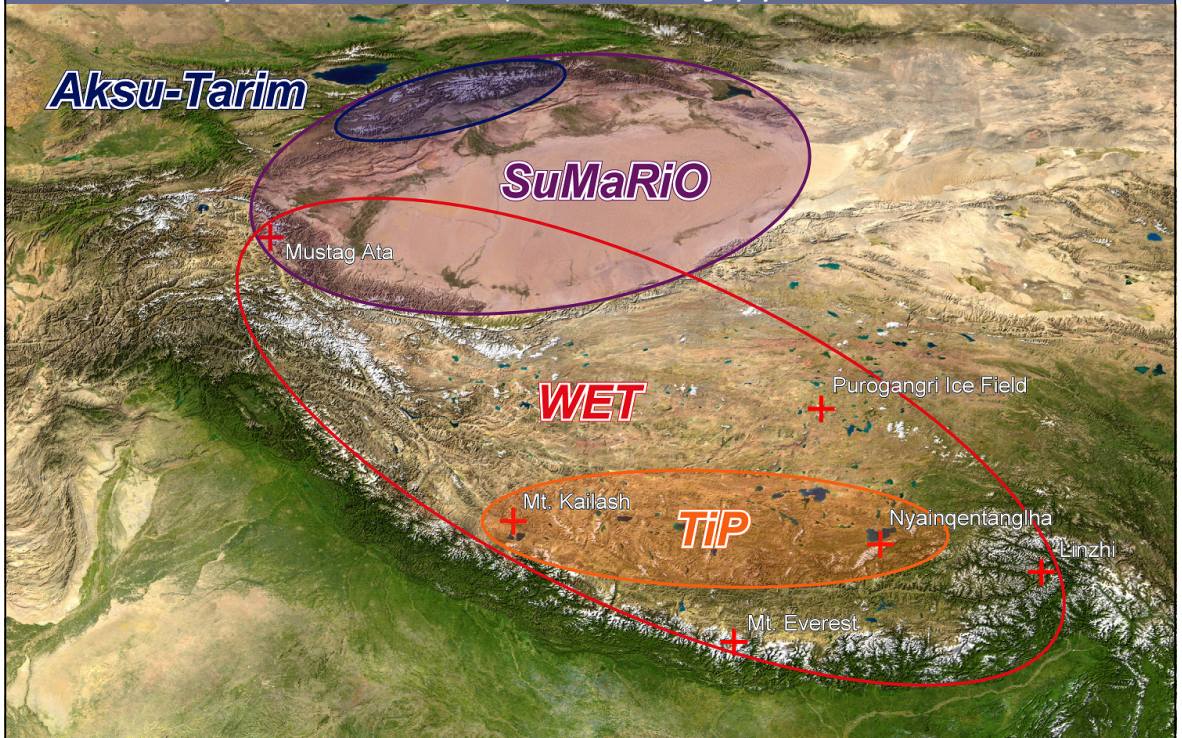 Aksu-Tarim
SuMaRiO
Mustag Ata
Purogangri Ice Field
WET
Mt. Kailash
TiP
Nyainqentanglha
Linzhi
Mt. Everest